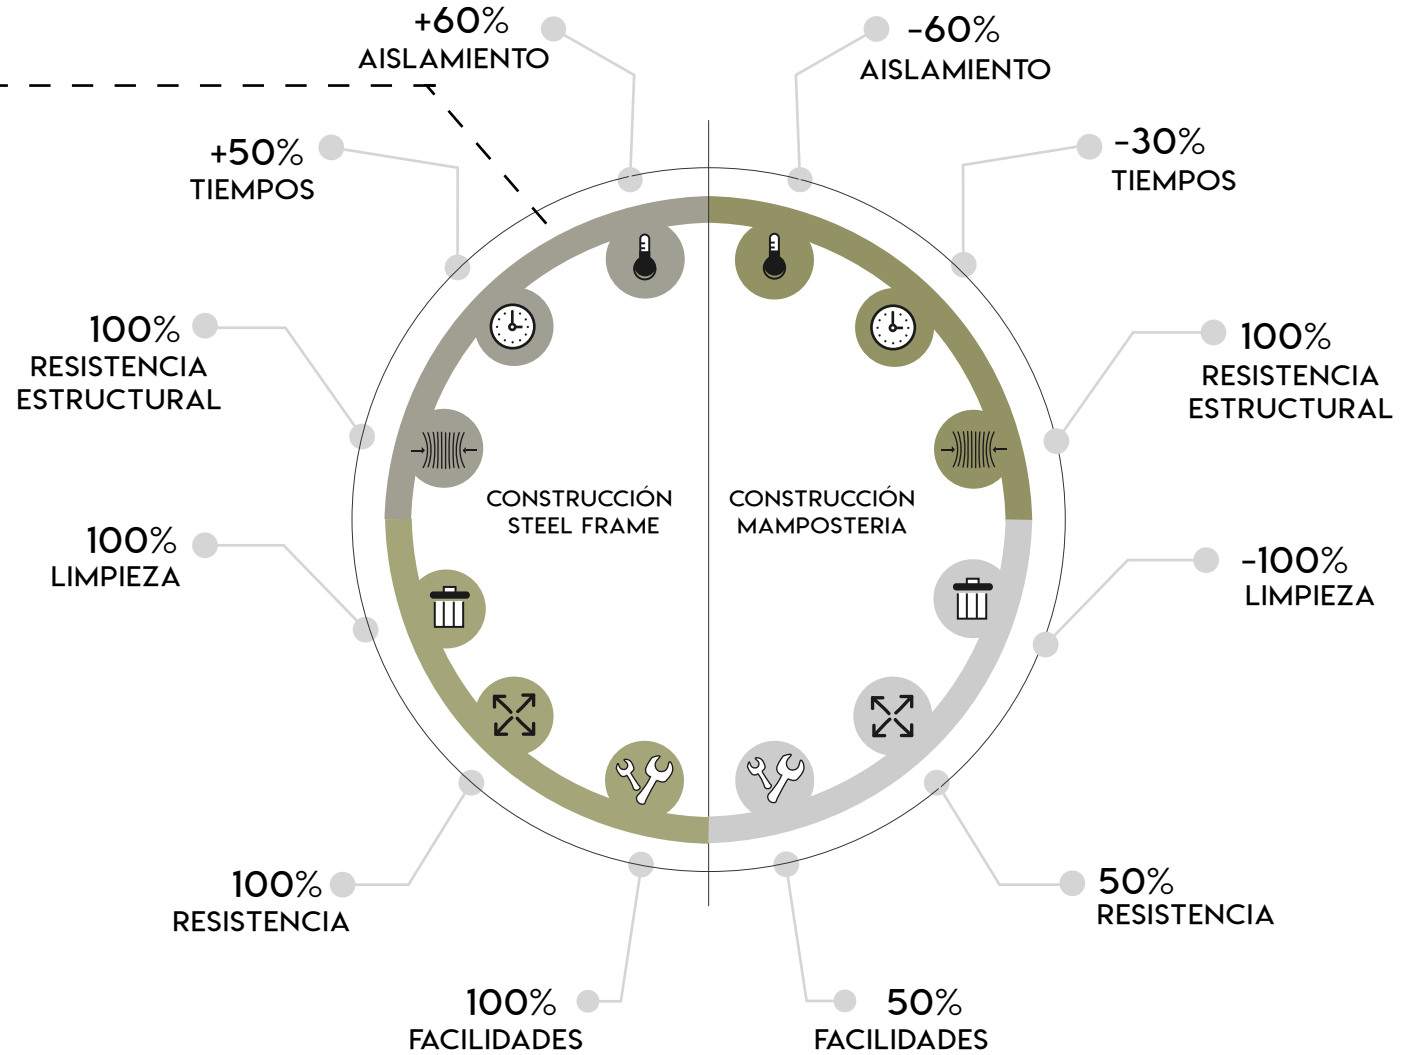 +60%
AISLAMIENTO
+50%
TIEMPOS
100%
RESISTENCIA
ESTRUCTURAL
100%
LIMPIEZA
100%
RESISTENCIA
100%
FACILIDADES
CONSTRUCCIÓN
STEEL FRAME
CONSTRUCCIÓN
MAMPOSTERIA
-60%
AISLAMIENTO
-30%
TIEMPOS
100%
RESISTENCIA
ESTRUCTURAL
-100%
LIMPIEZA
50%
RESISTENCIA
50%
FACILIDADES